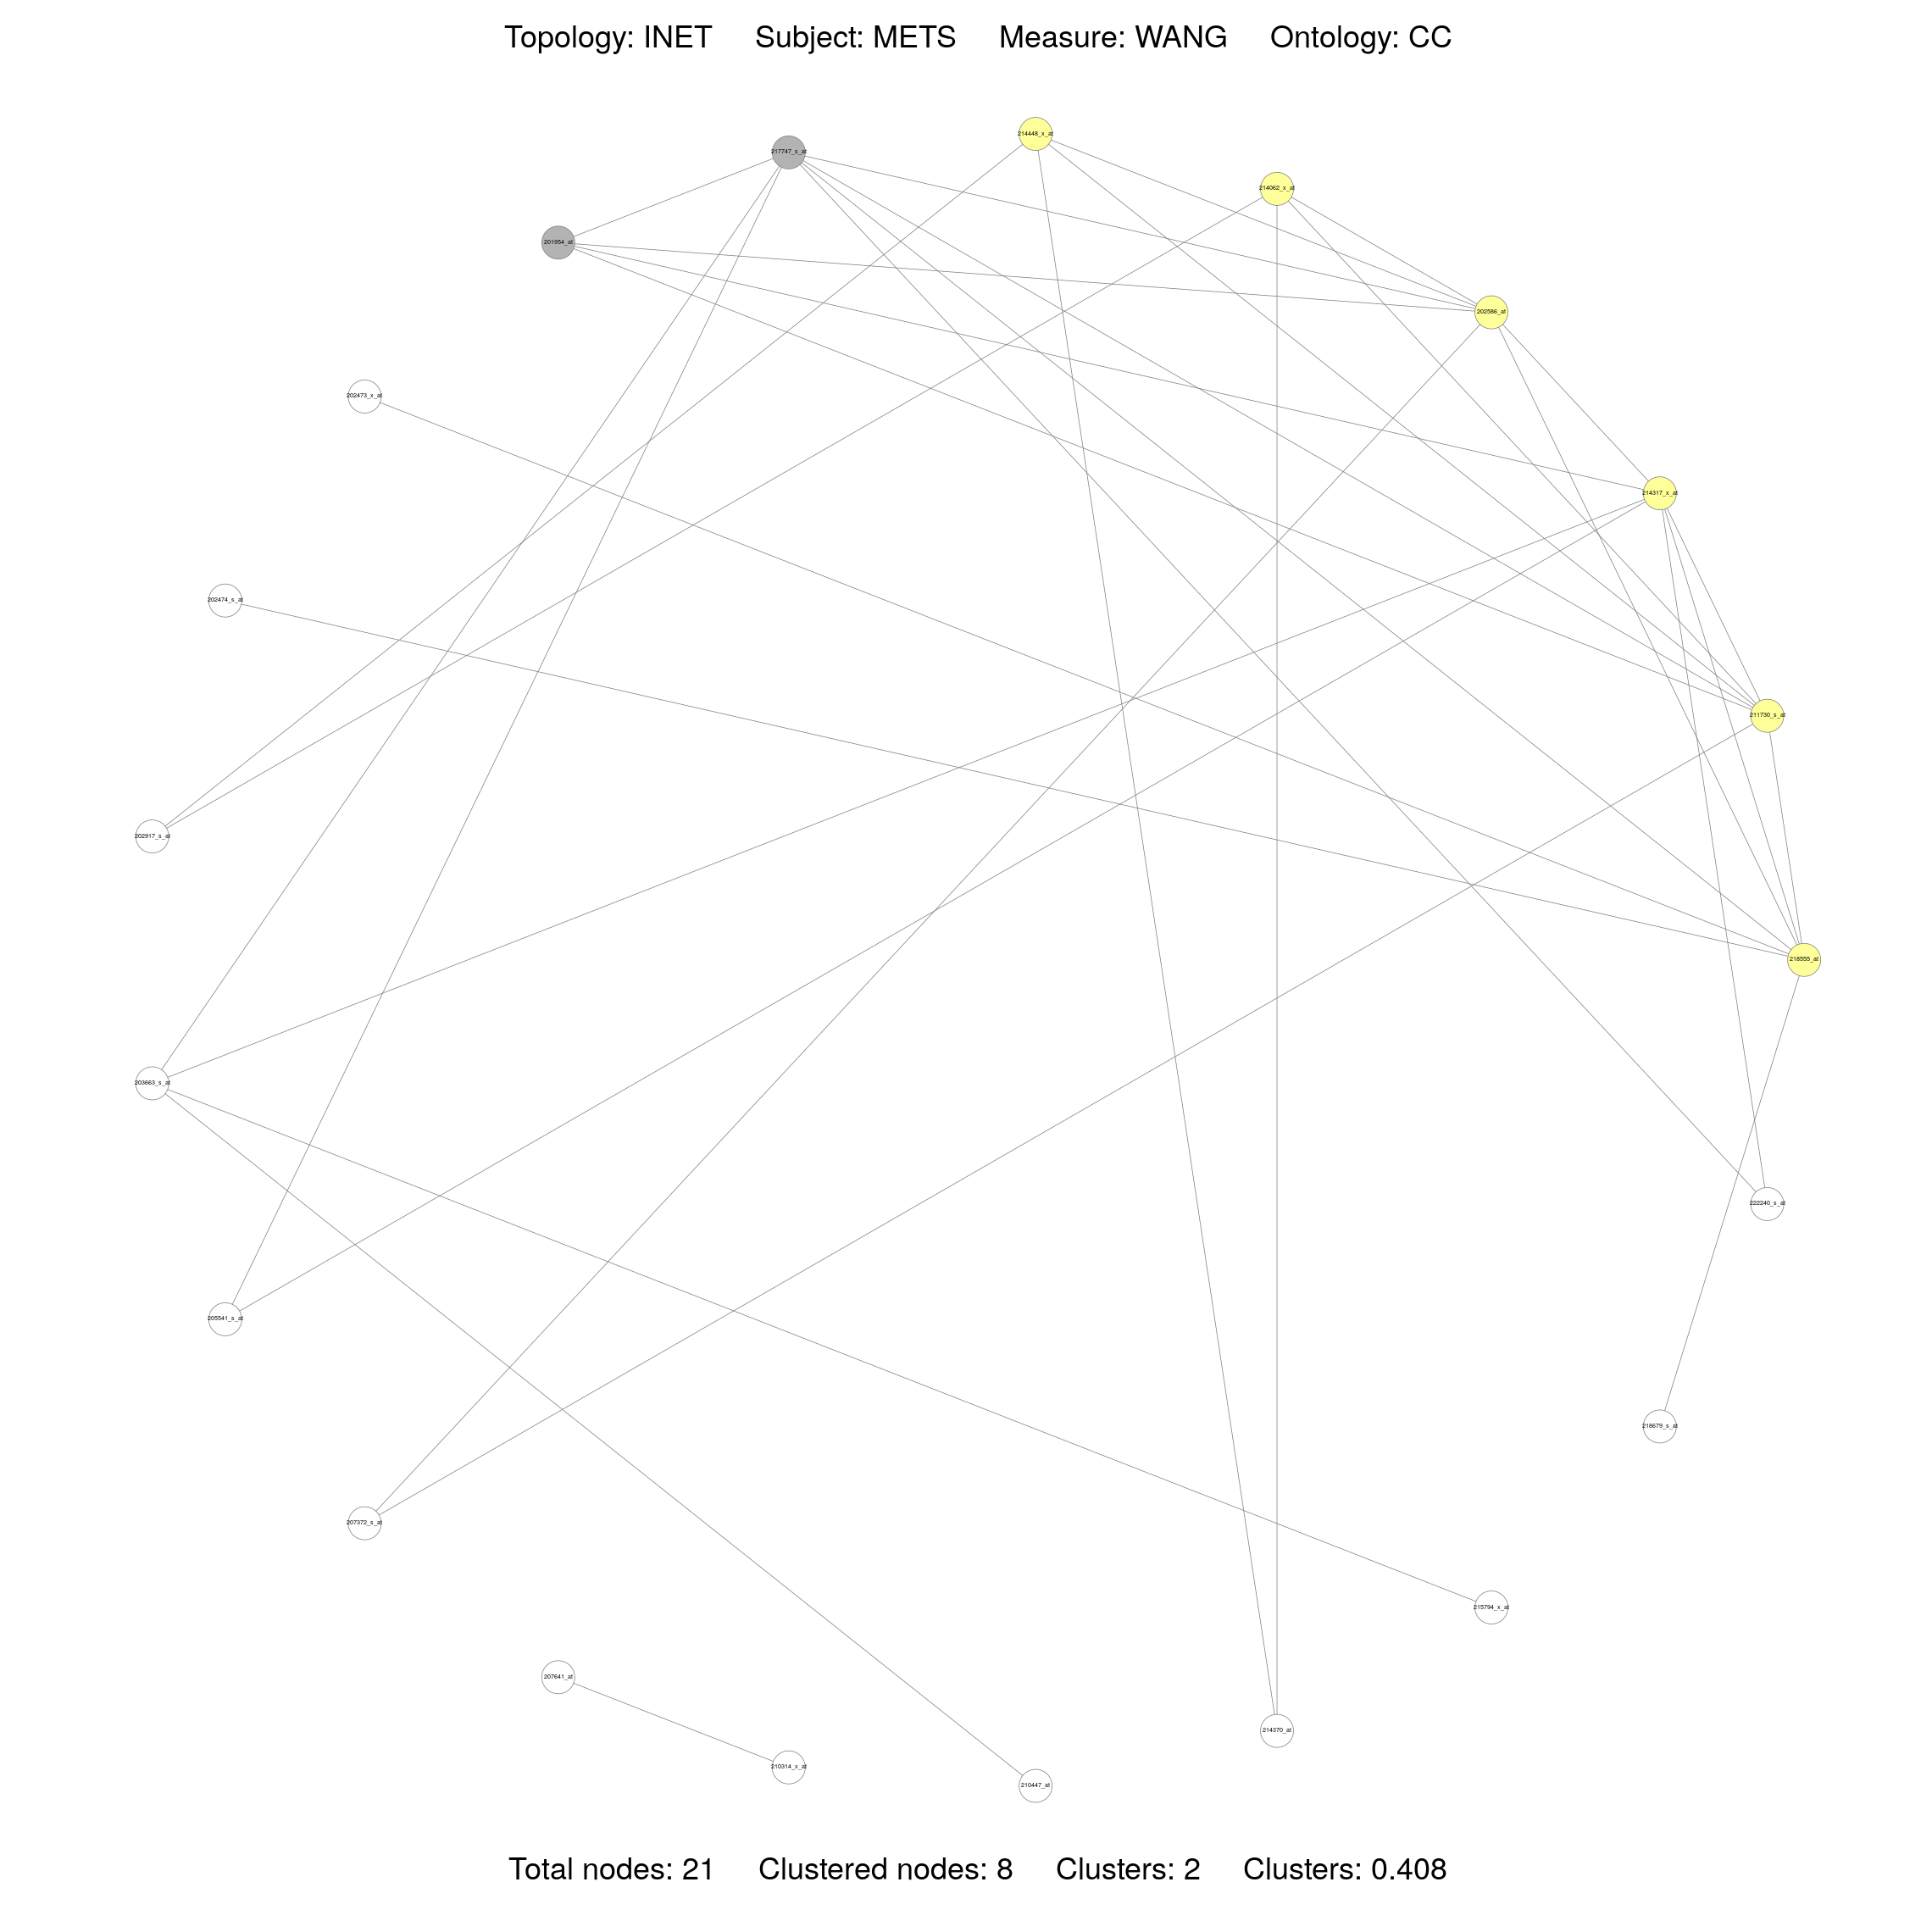 Topology: INET Subject: METS Measure: WANG Ontology: CC
214448_x_at
217747_s_at
214062_x_at
201954_at
202586_at
202473_x_at
214317_x_at
202474_s_at
211730_s_at
202917_s_at
218555_at
203663_s_at
222240_s_at
205541_s_at
218679_s_at
207372_s_at
215794_x_at
207641_at
214370_at
210314_x_at
210447_at
Total nodes: 21 Clustered nodes: 8 Clusters: 2 Clusters: 0.408